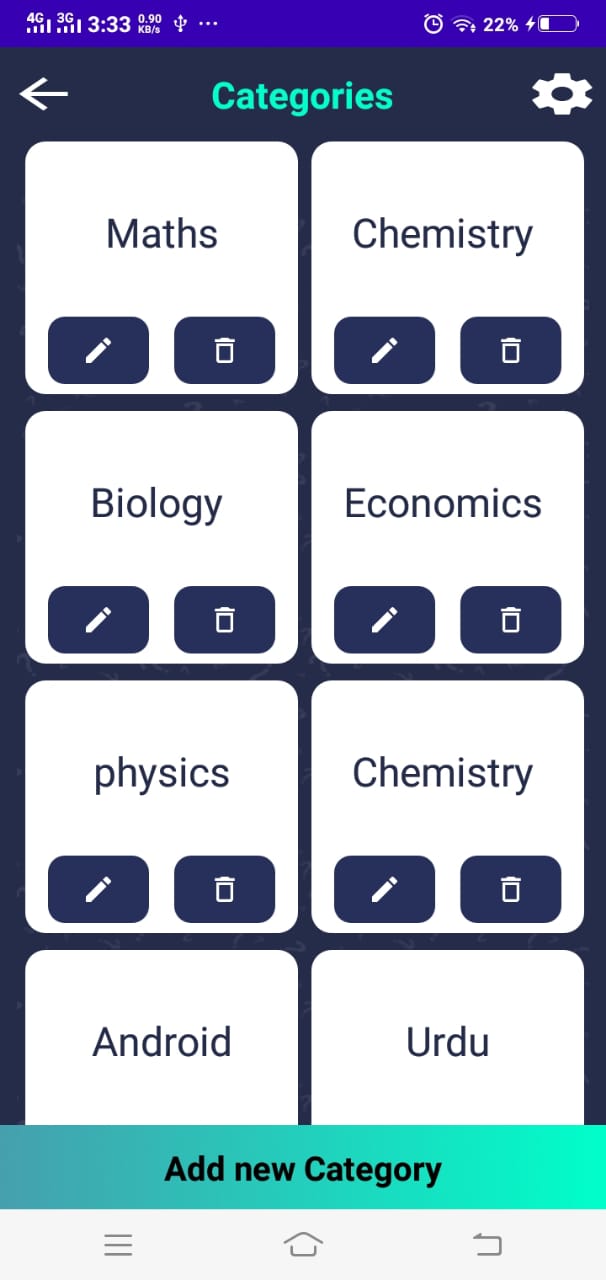 4G 3G 3:33 0.90 KB/s ... 22%
Categories
Maths
Chemistry
Biology
Economics
physics
Chemistry
Android
Urdu
Add new Category